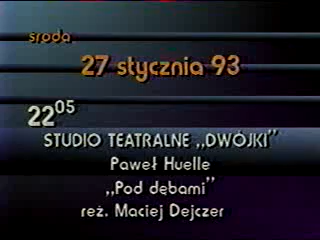 środa
27 stycznia 93
22⁰⁵
STUDIO TEATRALNE „DWÓJKI”
Paweł Huelle
„Pod dębami”
reż. Maciej Dejczer